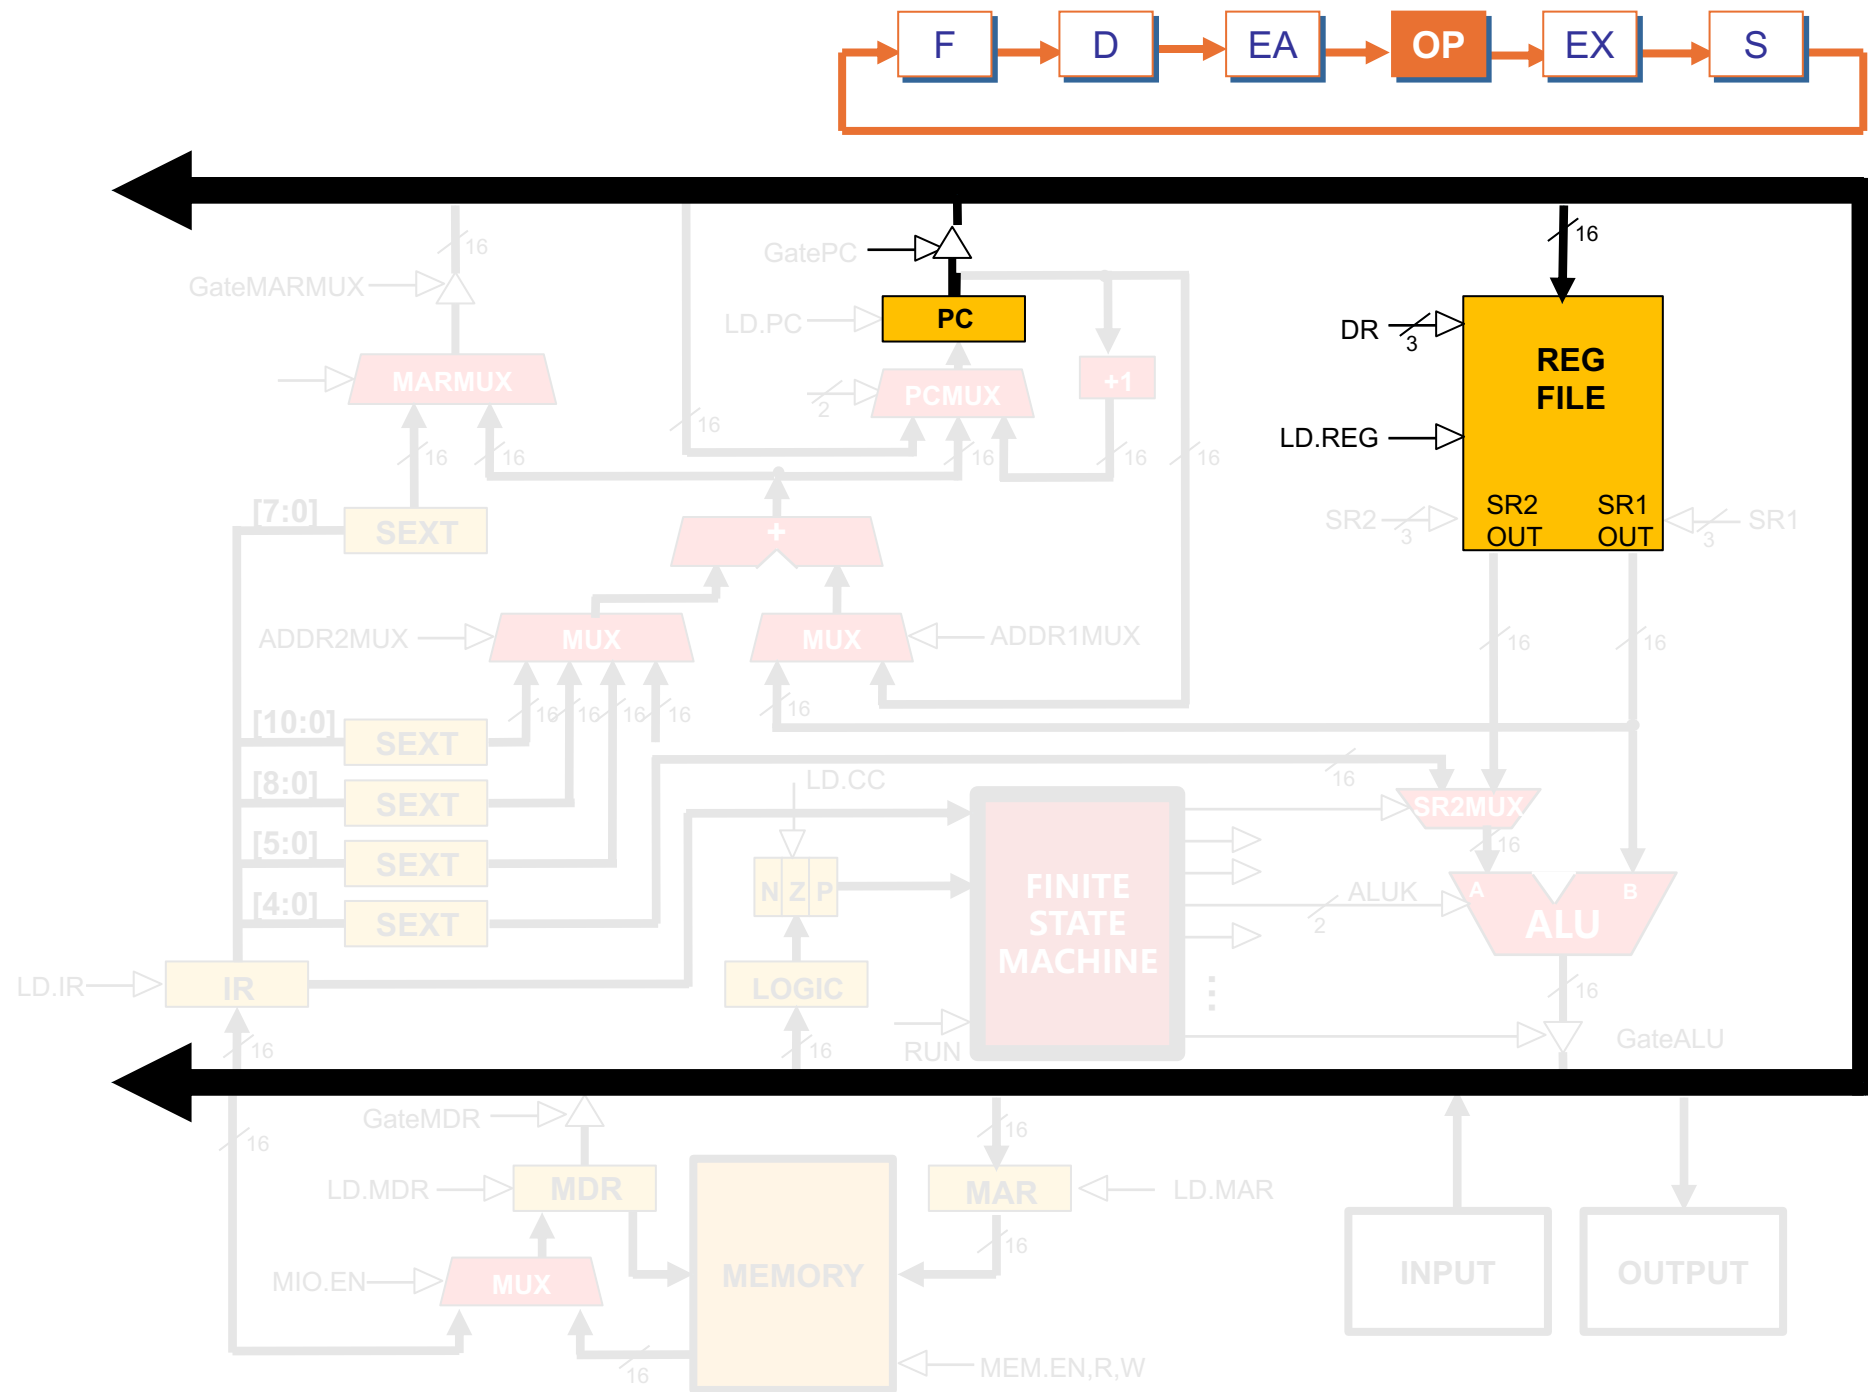 F D EA OP EX S
16
16
GatePC
GateMARMUX
LD.PC
PC
DR
3
REG
FILE
MARMUX
2
PCMUX
+1
16
LD.REG
16
16
16
16
16
[7:0]
SEXT
+
SR2
3
SR2
OUT
SR1
OUT
3
SR1
ADDR2MUX
MUX
MUX
ADDR1MUX
16
16
[10:0]
SEXT
16
16
16
16
16
[8:0]
SEXT
LD.CC
16
SR2MUX
[5:0]
SEXT
16
N Z P
FINITE
STATE
MACHINE
ALUK
2
A
B
ALU
[4:0]
SEXT
LD.IR
IR
LOGIC
16
16
16
RUN
GateALU
GateMDR
16
16
LD.MDR
MDR
MAR
LD.MAR
16
MIO.EN
MUX
MEMORY
INPUT
OUTPUT
16
MEM.EN,R,W